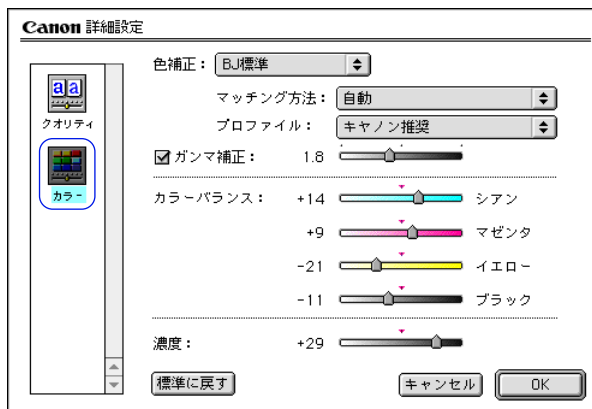 Canon 詳細設定
色補正： BJ標準
マッチング方法： 自動
プロファイル： キヤノン推奨
ガンマ補正： 1.8
カラーバランス： +14 シアン
+9 マゼンタ
-21 イエロー
-11 ブラック
濃度： +29
標準に戻す キャンセル OK
aa
クオリティ
カラー